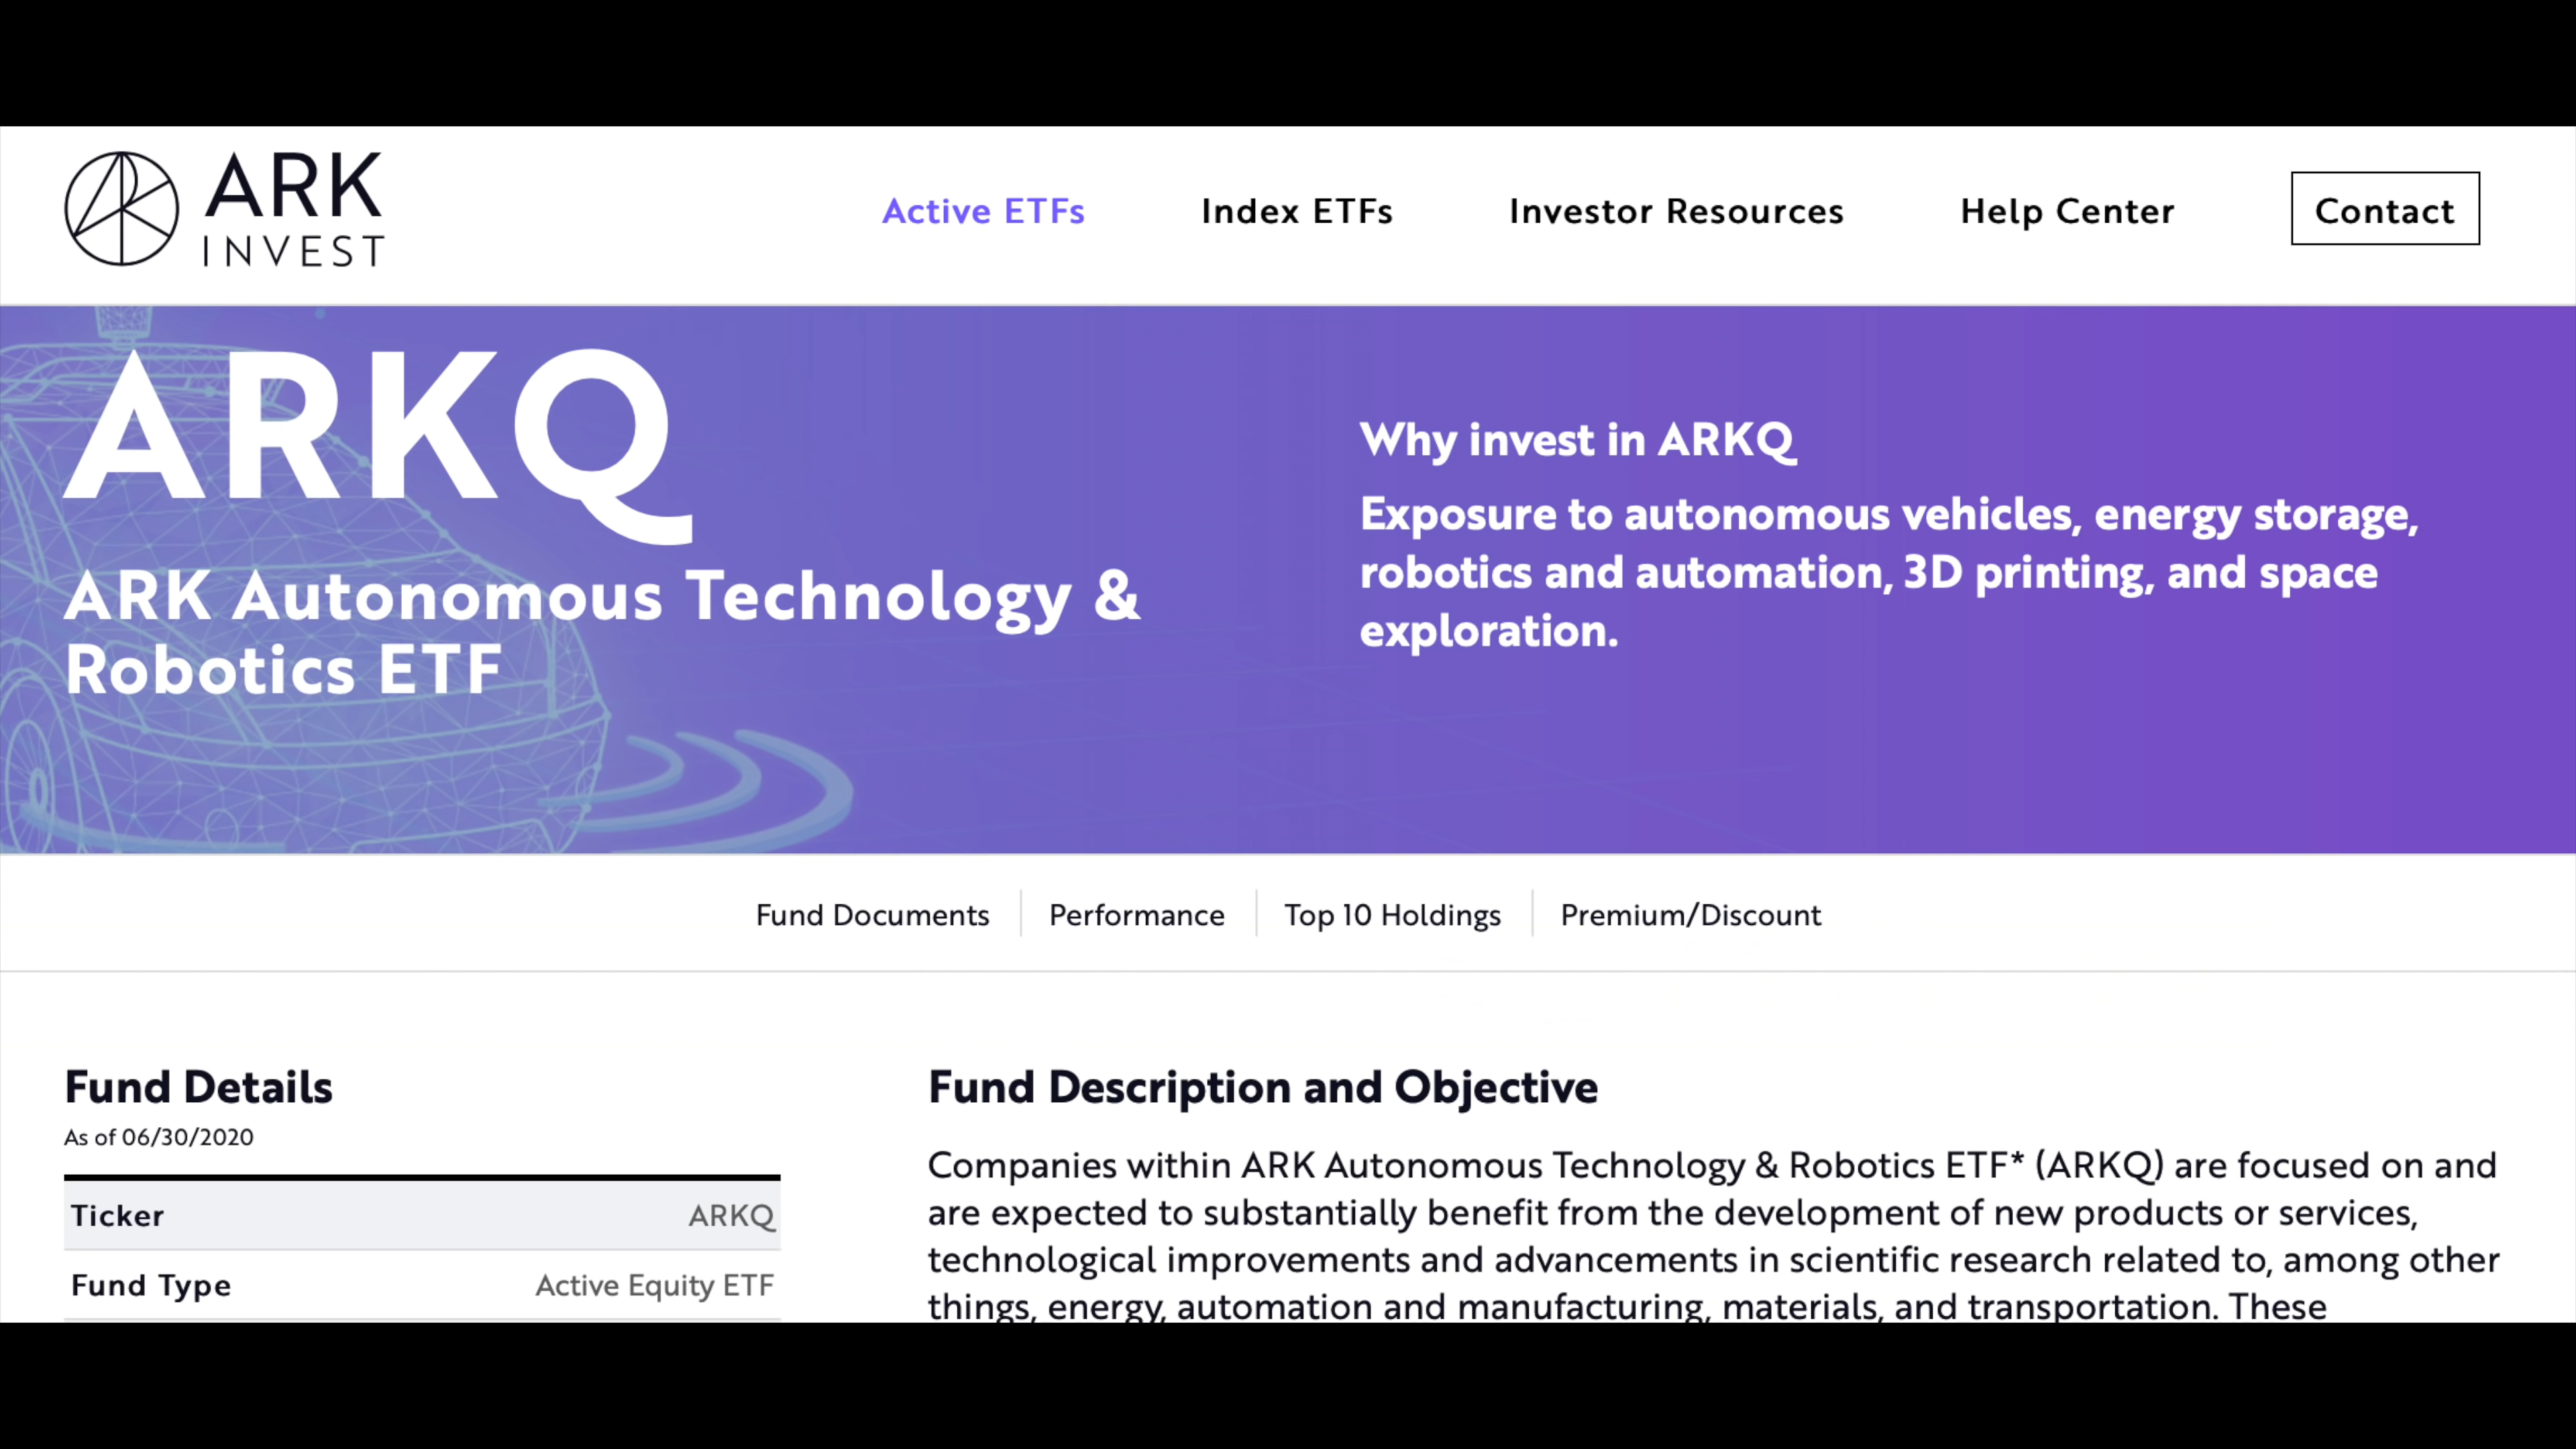 ARK
INVEST
Active ETFs
Index ETFs
Investor Resources
Help Center
Contact
ARKQ
ARK Autonomous Technology &
Robotics ETF
Why invest in ARKQ
Exposure to autonomous vehicles, energy storage,
robotics and automation, 3D printing, and space
exploration.
Fund Documents
Performance
Top 10 Holdings
Premium/Discount
Fund Details
As of 06/30/2020
Ticker ARKQ
Fund Type Active Equity ETF
Fund Description and Objective
Companies within ARK Autonomous Technology & Robotics ETF* (ARKQ) are focused on and
are expected to substantially benefit from the development of new products or services,
technological improvements and advancements in scientific research related to, among other
things, energy, automation and manufacturing, materials, and transportation. These